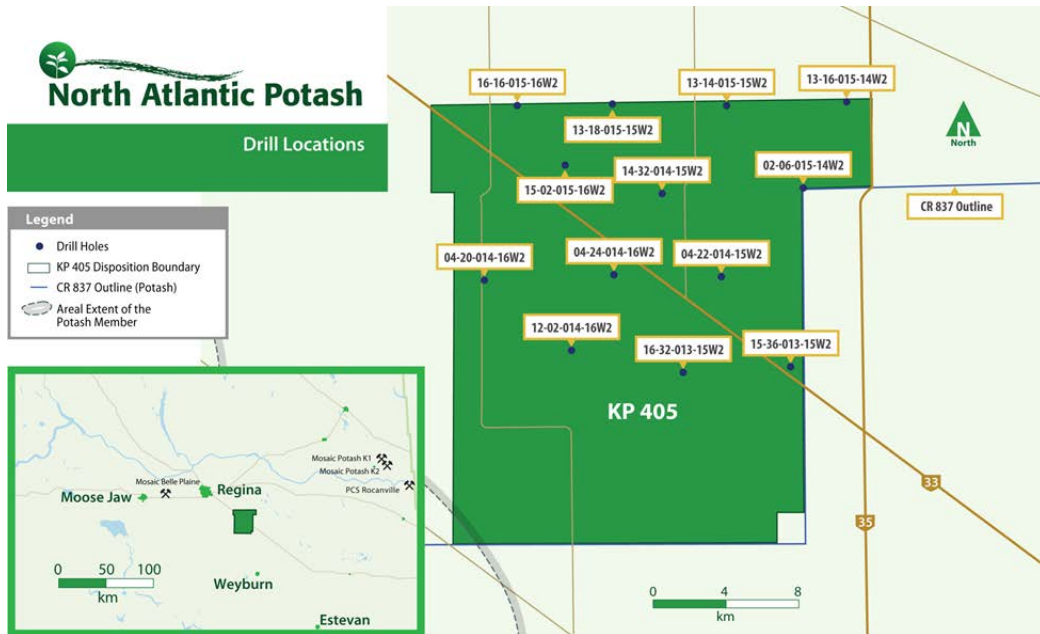 North Atlantic Potash
Drill Locations
Legend
Drill Holes
KP 405 Disposition Boundary
CR 837 Outline (Potash)
Areal Extent of the
Potash Member
16-16-015-16W2
13-14-015-15W2
13-16-015-14W2
13-18-015-15W2
N
North
14-32-014-15W2
02-06-015-14W2
15-02-015-16W2
CR 837 Outline
04-20-014-16W2
04-24-014-16W2
04-22-014-15W2
12-02-014-16W2
16-32-013-15W2
15-36-013-15W2
KP 405
33
35
0 4 8
km
Mosaic Potash K1
Mosaic Potash K2
Mosaic Belle Plaine
PCS Rocanville
Moose Jaw
Regina
0 50 100
km
Weyburn
Estevan